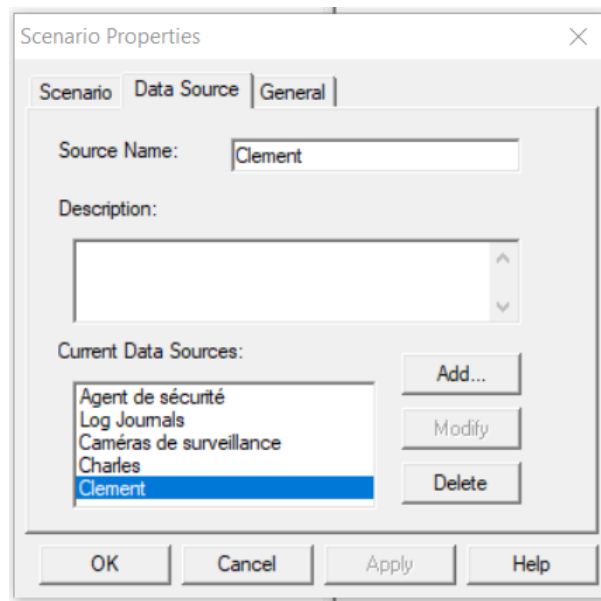 Scenario Properties
Scenario Data Source General
Source Name: Clement
Description:
Current Data Sources:
Add...
Agent de sécurité
Log Journals
Modify
Caméras de surveillance
Charles
Clement
Delete
OK Cancel Apply Help